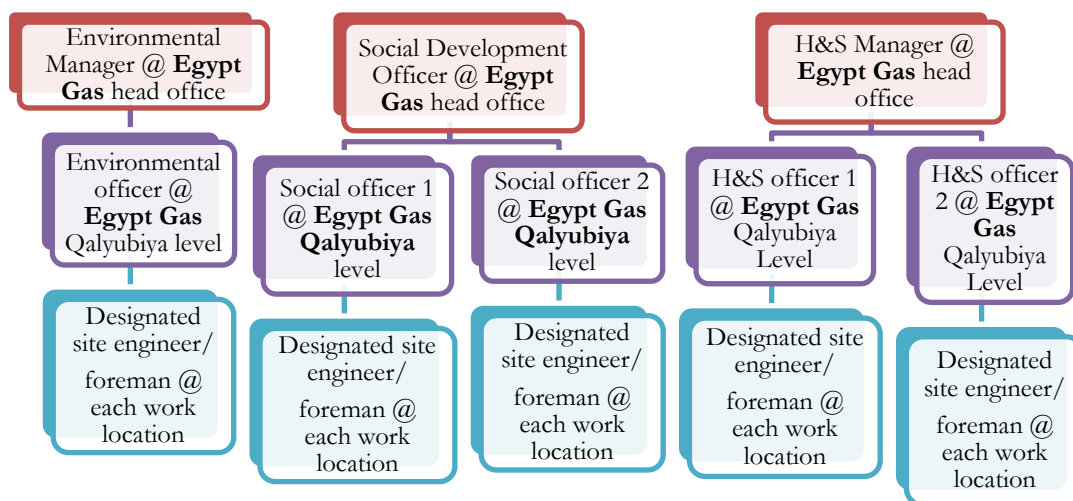 Environmental
Manager @ Egypt
Gas head office
Social Development
Officer @ Egypt
Gas head office
H&S Manager @
Egypt Gas head
office
Environmental
officer @
Egypt Gas
Qalyubiya level
Social officer 1
@ Egypt Gas
Qalyubiya
level
Social officer 2
@ Egypt Gas
Qalyubiya
level
H&S officer 1
@ Egypt Gas
Qalyubiya
Level
H&S officer
2 @ Egypt
Gas
Qalyubiya
Level
Designated
site engineer/
foreman @
each work
location
Designated site
engineer/
foreman @
each work
location
Designated
site engineer/
foreman @
each work
location
Designated site
engineer/
foreman @
each work
location
Designated
site engineer/
foreman @
each work
location